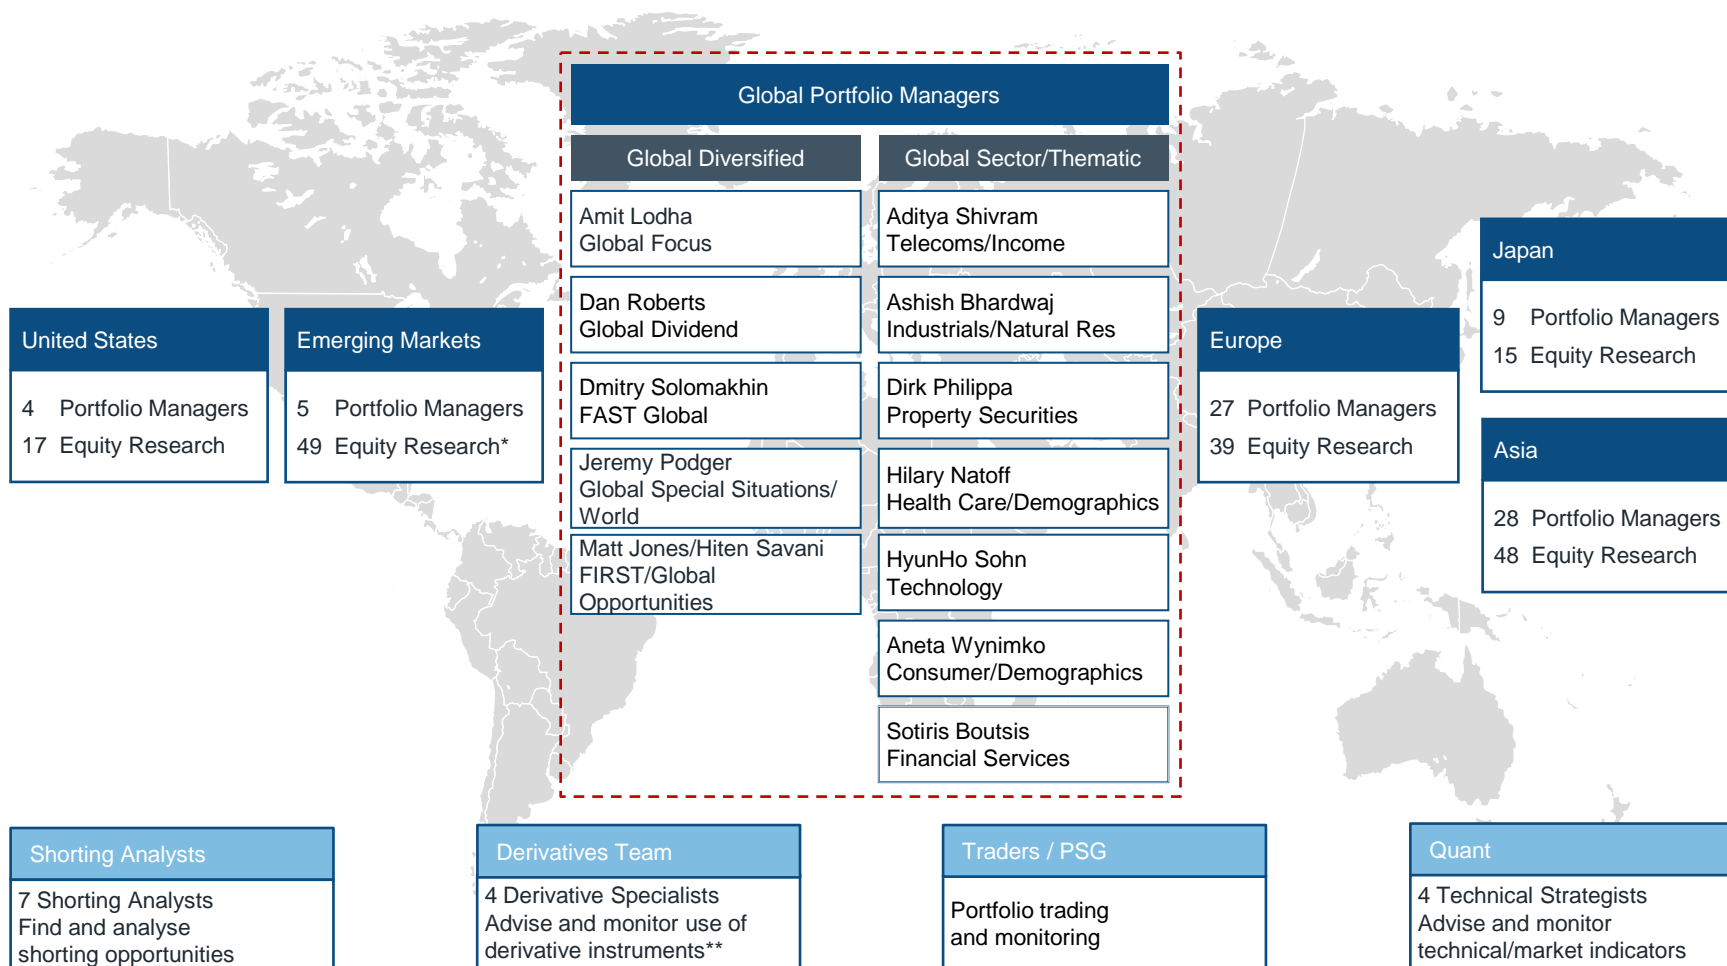 Global Portfolio Managers
Global Diversified
Global Sector/Thematic
Amit Lodha
Global Focus
Dan Roberts
Global Dividend
Dmitry Solomakhin
FAST Global
Jeremy Podger
Global Special Situations/
World
Matt Jones/Hiten Savani
FIRST/Global
Opportunities
Aditya Shivram
Telecoms/Income
Ashish Bhardwaj
Industrials/Natural Res
Dirk Philippa
Property Securities
Hilary Natoff
Health Care/Demographics
HyunHo Sohn
Technology
Aneta Wynimko
Consumer/Demographics
Sotiris Boutsis
Financial Services
United States
4 Portfolio Managers
17 Equity Research
Emerging Markets
5 Portfolio Managers
49 Equity Research*
Europe
27 Portfolio Managers
39 Equity Research
Japan
9 Portfolio Managers
15 Equity Research
Asia
28 Portfolio Managers
48 Equity Research
Shorting Analysts
7 Shorting Analysts
Find and analyse
shorting opportunities
Derivatives Team
4 Derivative Specialists
Advise and monitor use of
derivative instruments**
Traders / PSG
Portfolio trading
and monitoring
Quant
4 Technical Strategists
Advise and monitor
technical/market indicators